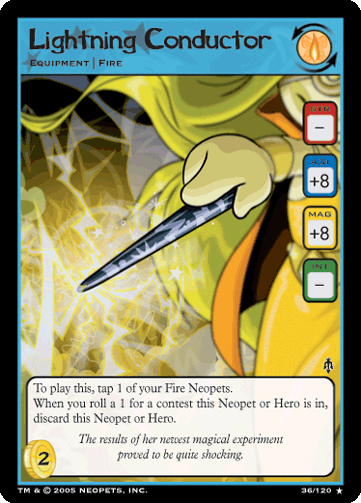 Lightning Conductor
EQUIPMENT | FIRE
STR
–
AGI
+8
MAG
+8
INT
–
To play this, tap 1 of your Fire Neopets.
When you roll a 1 for a contest this Neopet or Hero is in,
discard this Neopet or Hero.
The results of her newest magical experiment
proved to be quite shocking.
2
TM & © 2005 NEOPETS, INC.
36/120 ★